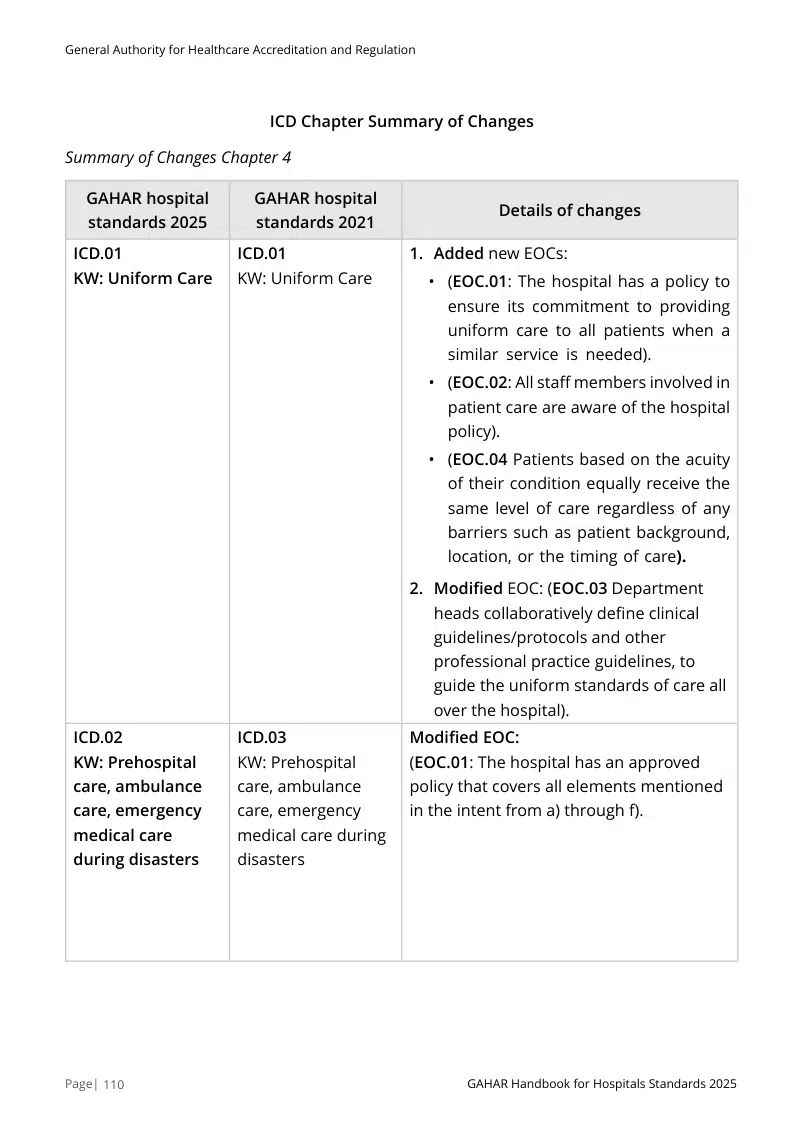 General Authority for Healthcare Accreditation and Regulation
ICD Chapter Summary of Changes
Summary of Changes Chapter 4
GAHAR hospital
standards 2025
GAHAR hospital
standards 2021
Details of changes
ICD.01
KW: Uniform Care
ICD.01
KW: Uniform Care
1. Added new EOCs:
• (EOC.01: The hospital has a policy to
ensure its commitment to providing
uniform care to all patients when a
similar service is needed).
• (EOC.02: All staff members involved in
patient care are aware of the hospital
policy).
• (EOC.04 Patients based on the acuity
of their condition equally receive the
same level of care regardless of any
barriers such as patient background,
location, or the timing of care).
2. Modified EOC: (EOC.03 Department
heads collaboratively define clinical
guidelines/protocols and other
professional practice guidelines, to
guide the uniform standards of care all
over the hospital).
ICD.02
KW: Prehospital
care, ambulance
care, emergency
medical care
during disasters
ICD.03
KW: Prehospital
care, ambulance
care, emergency
medical care during
disasters
Modified EOC:
(EOC.01: The hospital has an approved
policy that covers all elements mentioned
in the intent from a) through f).
Page| 110
GAHAR Handbook for Hospitals Standards 2025